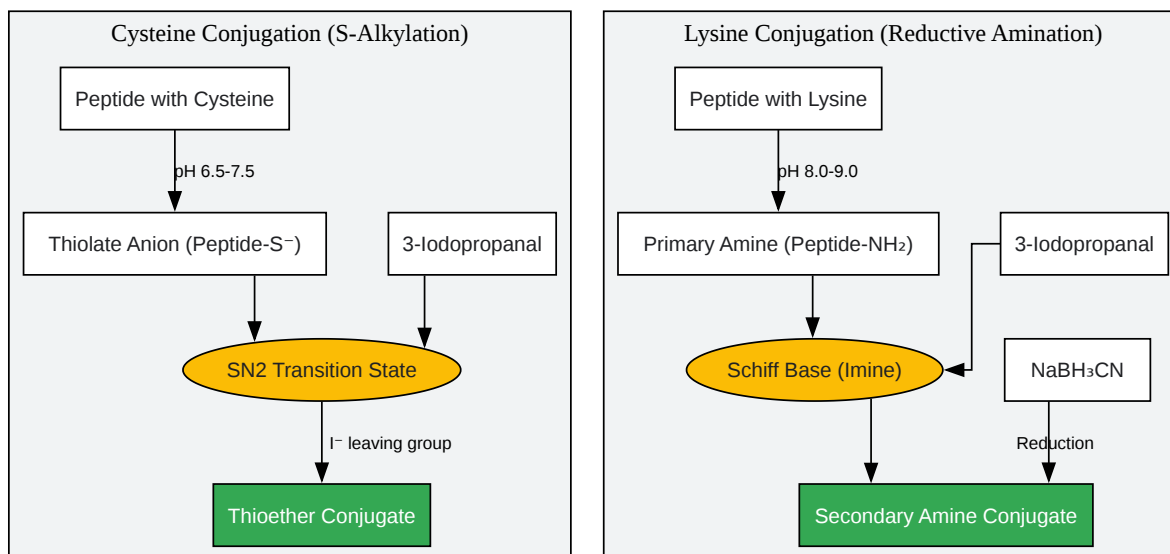 Cysteine Conjugation (S-Alkylation)
Peptide with Cysteine
pH 6.5-7.5
Thiolate Anion (Peptide-S⁻)
3-Iodopropanal
SN2 Transition State
I⁻ leaving group
Thioether Conjugate
Lysine Conjugation (Reductive Amination)
Peptide with Lysine
pH 8.0-9.0
Primary Amine (Peptide-NH₂)
3-Iodopropanal
Schiff Base (Imine)
NaBH₃CN
Reduction
Secondary Amine Conjugate